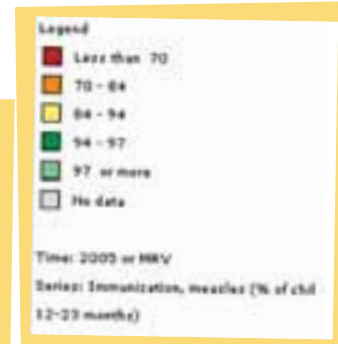 Legend
Less than 70
70 - 84
84 - 94
94 - 97
97 or more
No data
Time: 2005 or MRV
Series: Immunization, measles (% of chil
12-23 months)